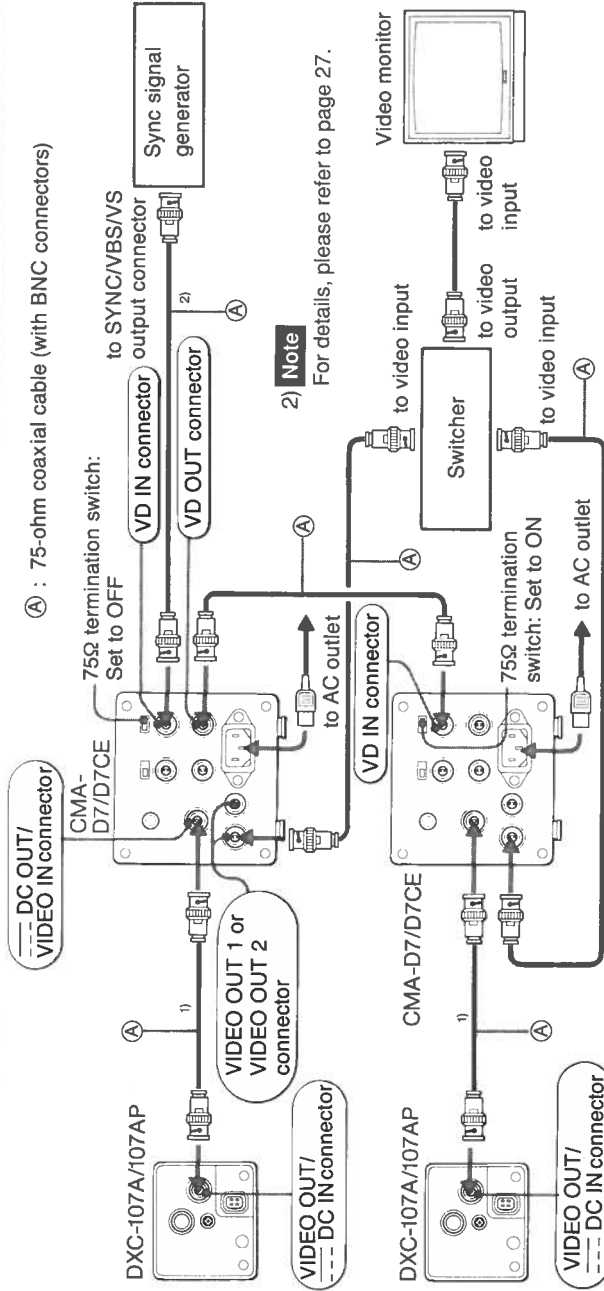 Ⓐ : 75-ohm coaxial cable (with BNC connectors)
⎓ DC OUT/
VIDEO IN connector
CMA-
D7/D7CE
75Ω termination switch:
Set to OFF
VD IN connector
VD OUT connector
to SYNC/VBS/VS
output connector
Sync signal
generator
2)
Ⓐ
2) Note
For details, please refer to page 27.
DXC-107A/107AP
Ⓐ
1)
VIDEO OUT/
⎓ DC IN connector
VIDEO OUT 1 or
VIDEO OUT 2
connector
to AC outlet
Ⓐ
Ⓐ
to video input
Switcher
to video
output
to video
input
Video monitor
to video input
Ⓐ
DXC-107A/107AP
VIDEO OUT/
⎓ DC IN connector
1)
Ⓐ
CMA-D7/D7CE
VD IN connector
75Ω termination
switch: Set to ON
to AC outlet